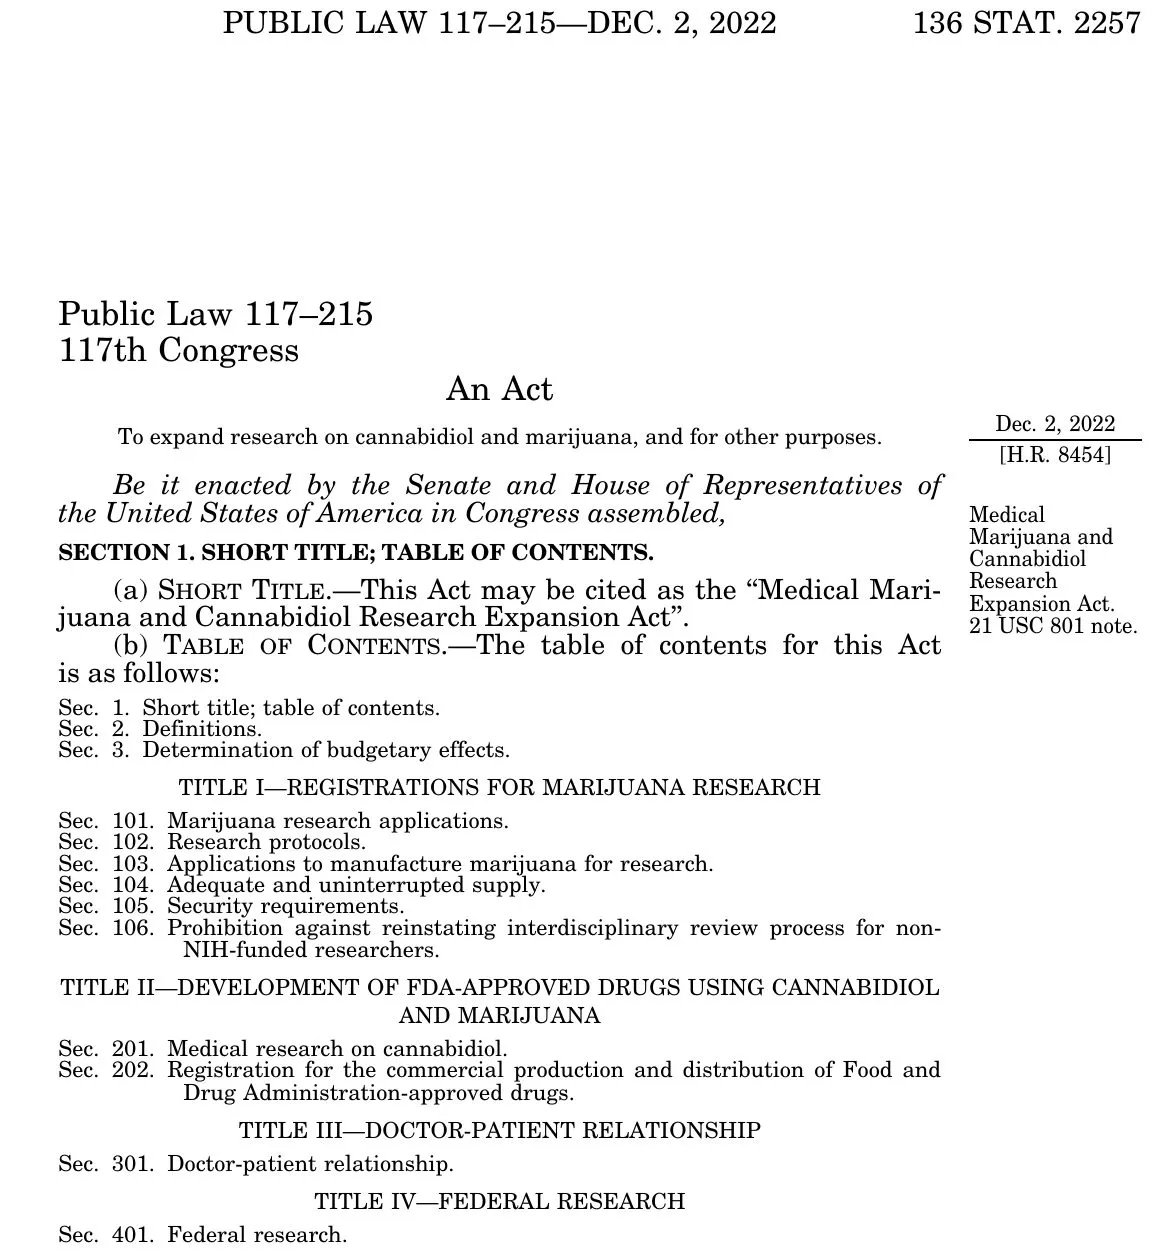 PUBLIC LAW 117–215—DEC. 2, 2022 136 STAT. 2257
Public Law 117–215
117th Congress
An Act
To expand research on cannabidiol and marijuana, and for other purposes.
Dec. 2, 2022
[H.R. 8454]
Be it enacted by the Senate and House of Representatives of
the United States of America in Congress assembled,
Medical
Marijuana and
Cannabidiol
Research
Expansion Act.
21 USC 801 note.
SECTION 1. SHORT TITLE; TABLE OF CONTENTS.
(a) SHORT TITLE.—This Act may be cited as the “Medical Mari-
juana and Cannabidiol Research Expansion Act”.
(b) TABLE OF CONTENTS.—The table of contents for this Act
is as follows:
Sec. 1. Short title; table of contents.
Sec. 2. Definitions.
Sec. 3. Determination of budgetary effects.
TITLE I—REGISTRATIONS FOR MARIJUANA RESEARCH
Sec. 101. Marijuana research applications.
Sec. 102. Research protocols.
Sec. 103. Applications to manufacture marijuana for research.
Sec. 104. Adequate and uninterrupted supply.
Sec. 105. Security requirements.
Sec. 106. Prohibition against reinstating interdisciplinary review process for non-
NIH-funded researchers.
TITLE II—DEVELOPMENT OF FDA-APPROVED DRUGS USING CANNABIDIOL
AND MARIJUANA
Sec. 201. Medical research on cannabidiol.
Sec. 202. Registration for the commercial production and distribution of Food and
Drug Administration-approved drugs.
TITLE III—DOCTOR-PATIENT RELATIONSHIP
Sec. 301. Doctor-patient relationship.
TITLE IV—FEDERAL RESEARCH
Sec. 401. Federal research.